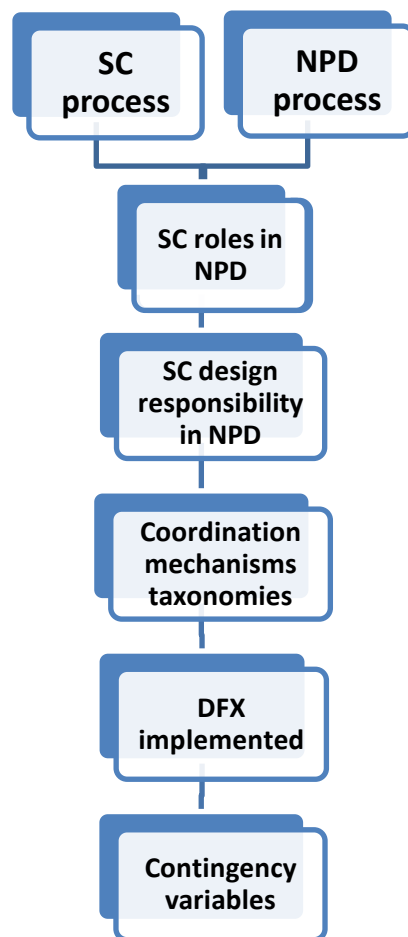 SC
process
NPD
process
SC roles in
NPD
SC design
responsibility
in NPD
Coordination
mechanisms
taxonomies
DFX
implemented
Contingency
variables